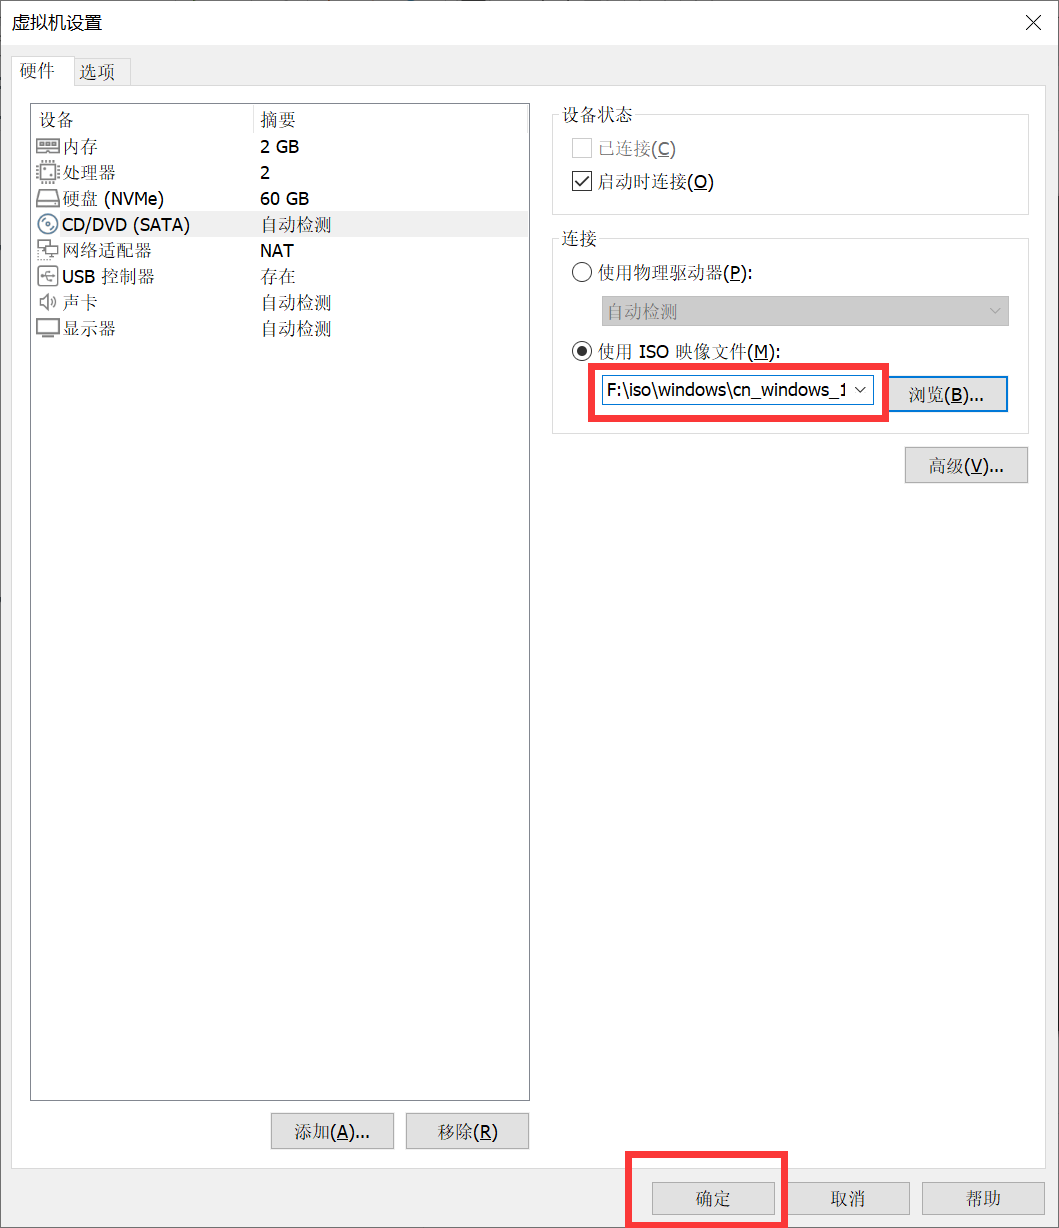 虚拟机设置
硬件 选项
设备 摘要
内存 2 GB
处理器 2
硬盘 (NVMe) 60 GB
CD/DVD (SATA) 自动检测
网络适配器 NAT
USB 控制器 存在
声卡 自动检测
显示器 自动检测
添加(A)... 移除(R)
设备状态
已连接(C)
启动时连接(O)
连接
使用物理驱动器(P):
自动检测
使用 ISO 映像文件(M):
F:\iso\windows\cn_windows_1 浏览(B)...
高级(V)...
确定 取消 帮助